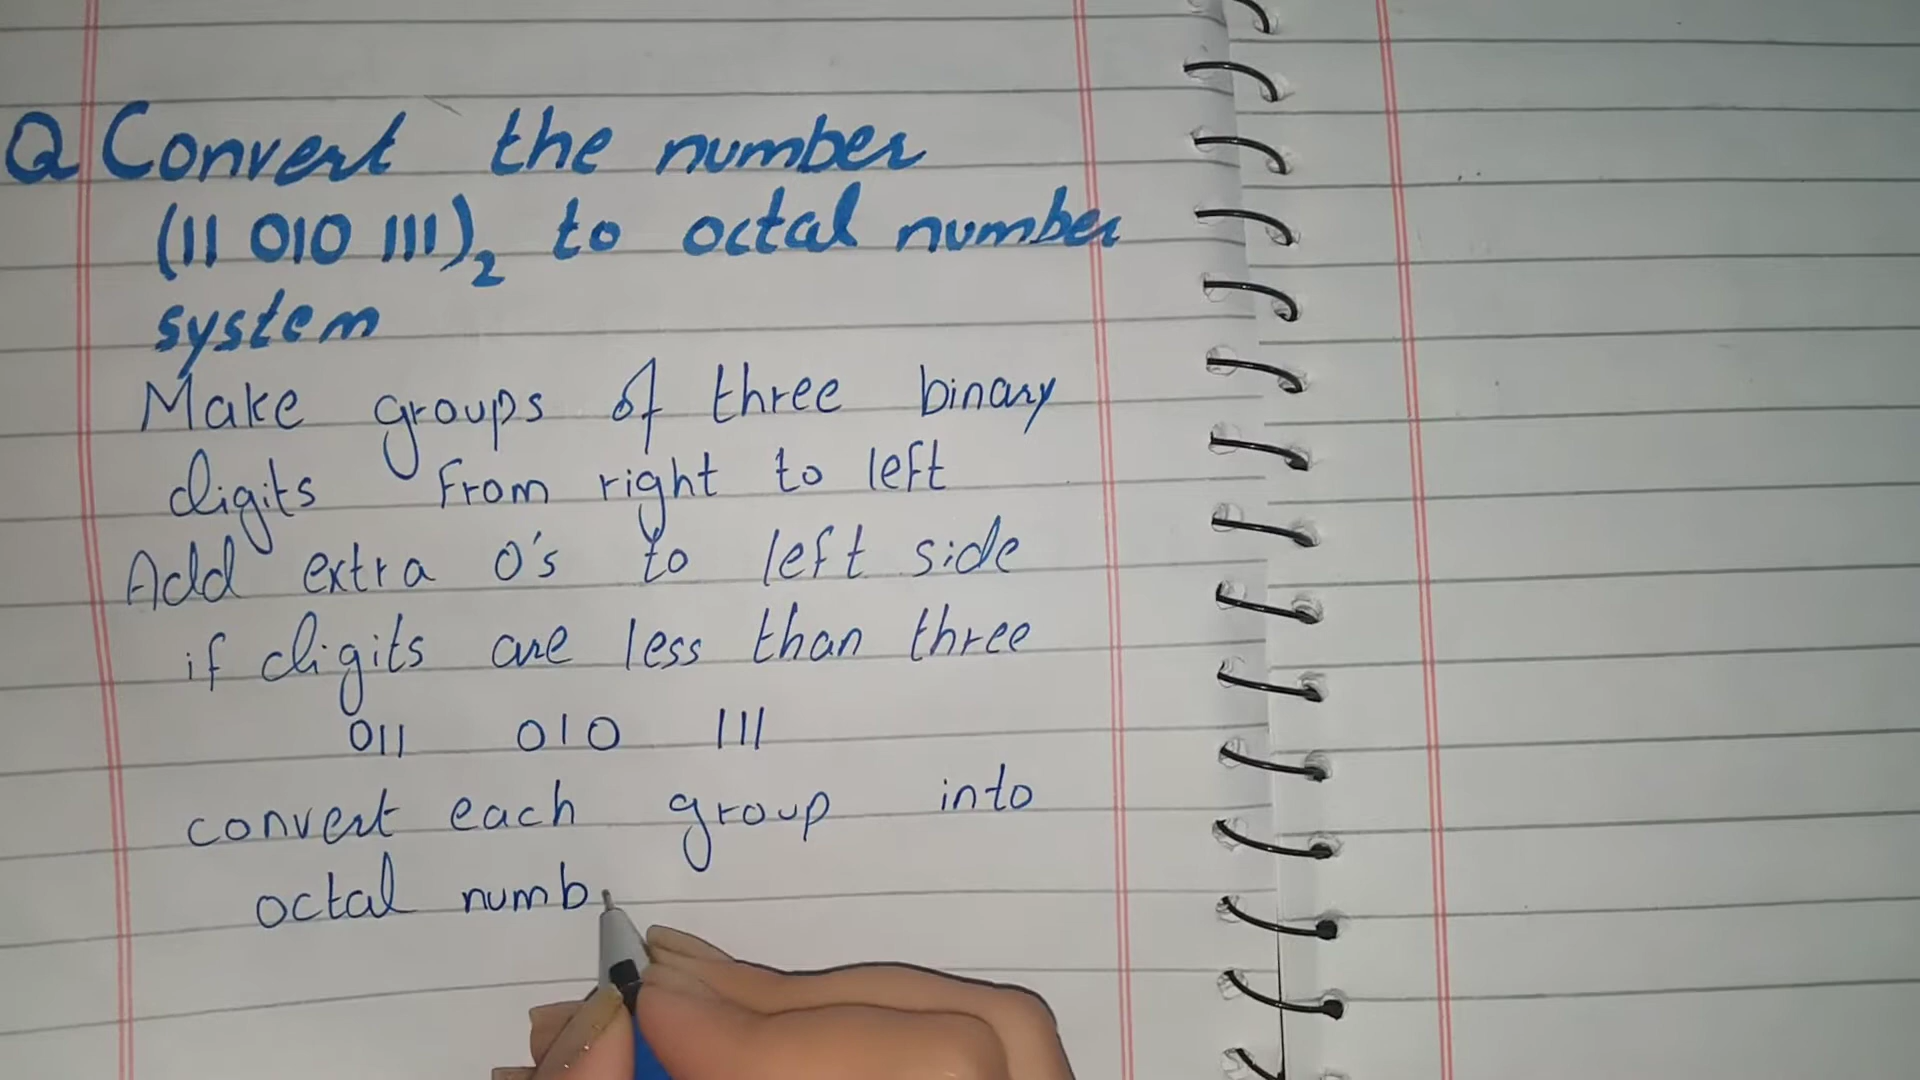 Q Convert the number
(11 010 111)₂ to octal number
system
Make groups of three binary
digits From right to left
Add extra 0's to left side
if digits are less than three
011 010 111
convert each group into
octal numb